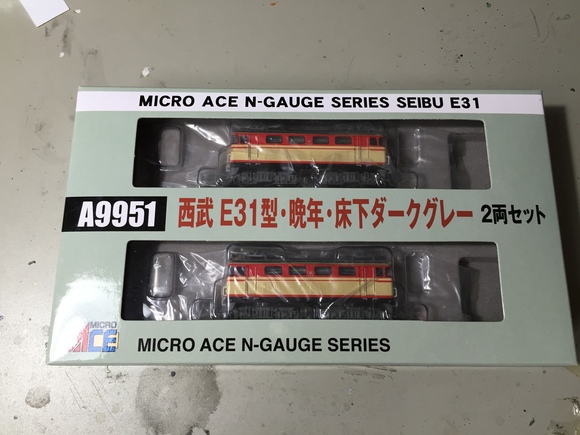 MICRO ACE N-GAUGE SERIES SEIBU E31
A9951 西武 E31型・晩年・床下ダークグレー 2両セット
MICRO
ACE
MICRO ACE N-GAUGE SERIES